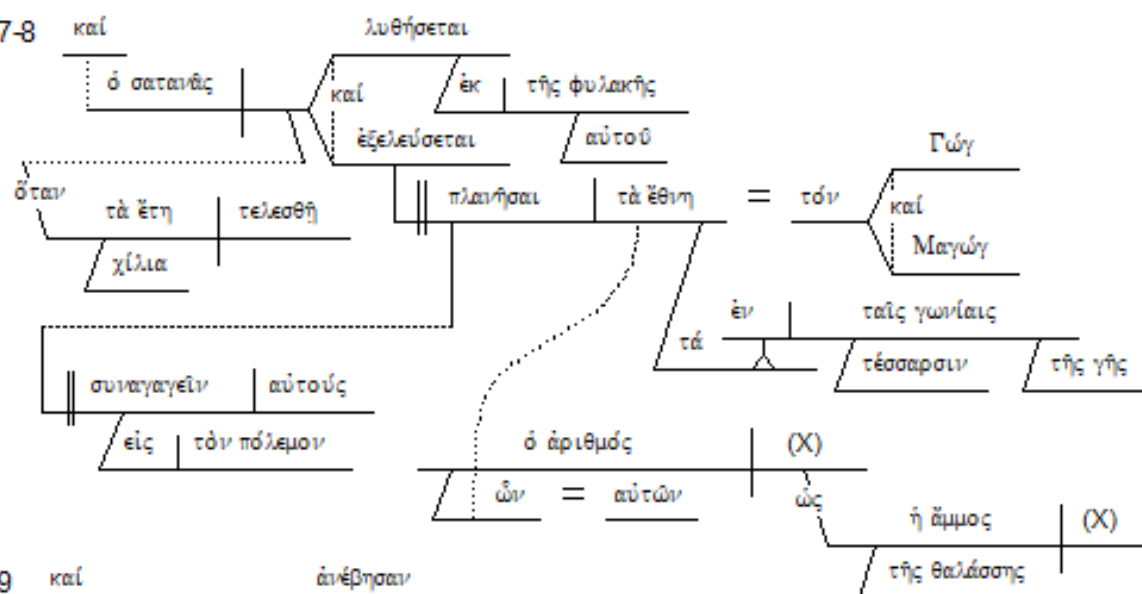 7-8 καί λυθήσεται
ὁ σατανᾶς καί ἐκ τῆς φυλακῆς
ἐξελεύσεται αὐτοῦ Γώγ
ὅταν τὰ ἔτη τελεσθῇ πλανῆσαι τὰ ἔθνη = τόν καί
χίλια Μαγώγ
τά ἐν ταῖς γωνίαις
τέσσαρσιν τῆς γῆς
συναγαγεῖν αὐτούς
εἰς τὸν πόλεμον ὁ ἀριθμός (X)
ὧν = αὐτῶν ὡς
ἡ ἄμμος (X)
τῆς θαλάσσης
9 καί ἀνέβησαν